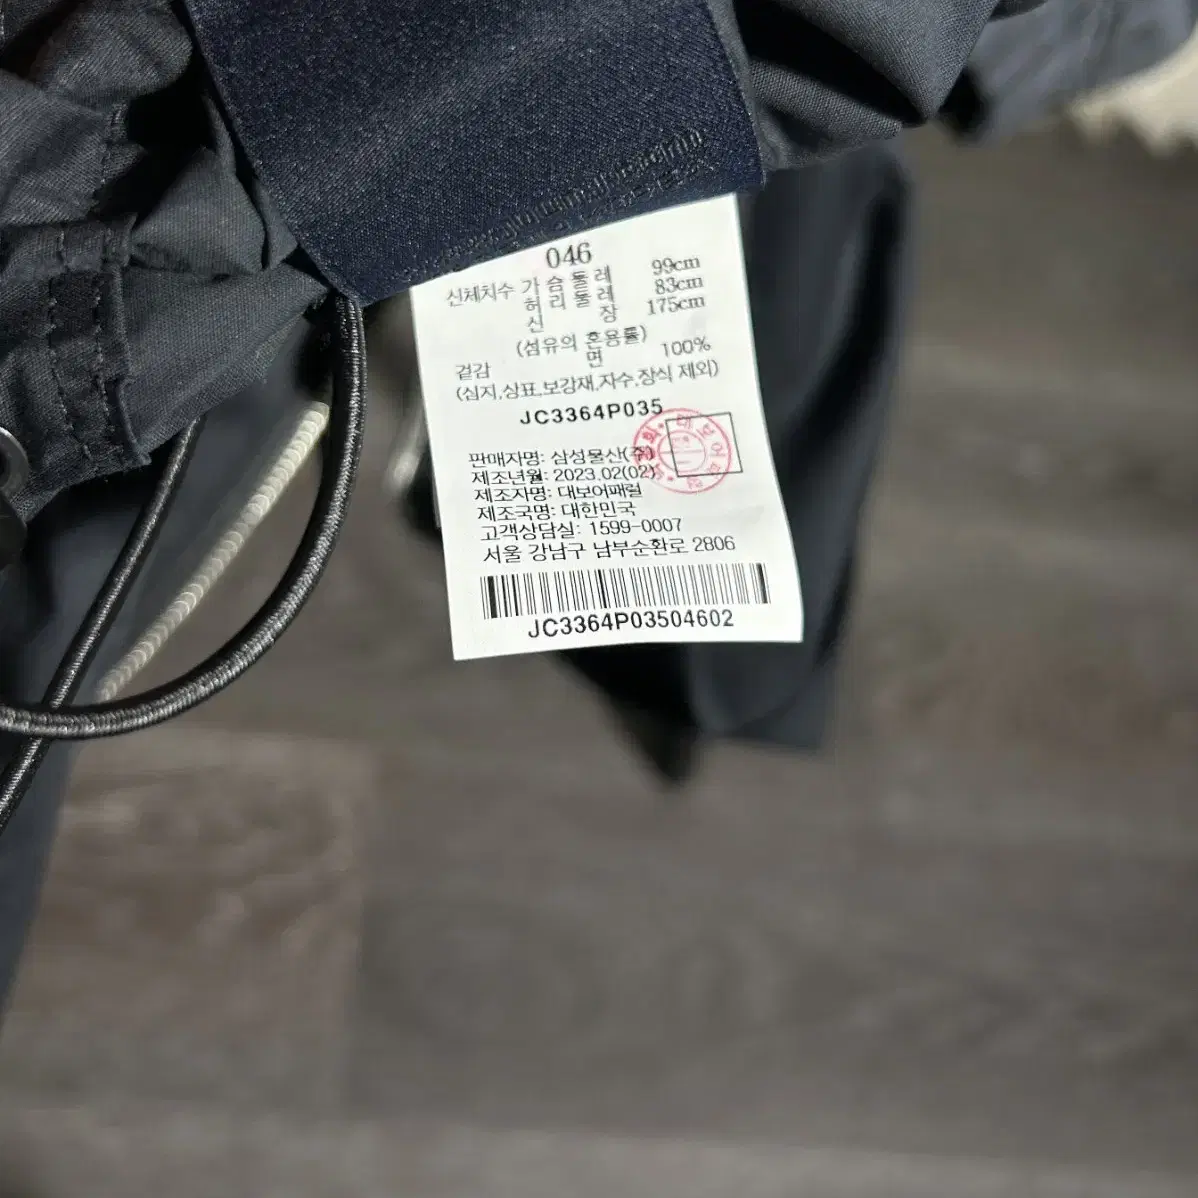 046
신체치수 가슴둘레 99cm
허리둘레 83cm
신 장 175cm
(섬유의 혼용률)
겉감 면 100%
(심지,상표,보강재,자수,장식 제외)
JC3364P035
판매자명: 삼성물산(주)
제조년월: 2023.02(02)
제조자명: 대보어패럴
제조국명: 대한민국
고객상담실: 1599-0007
서울 강남구 남부순환로 2806
JC3364P03504602